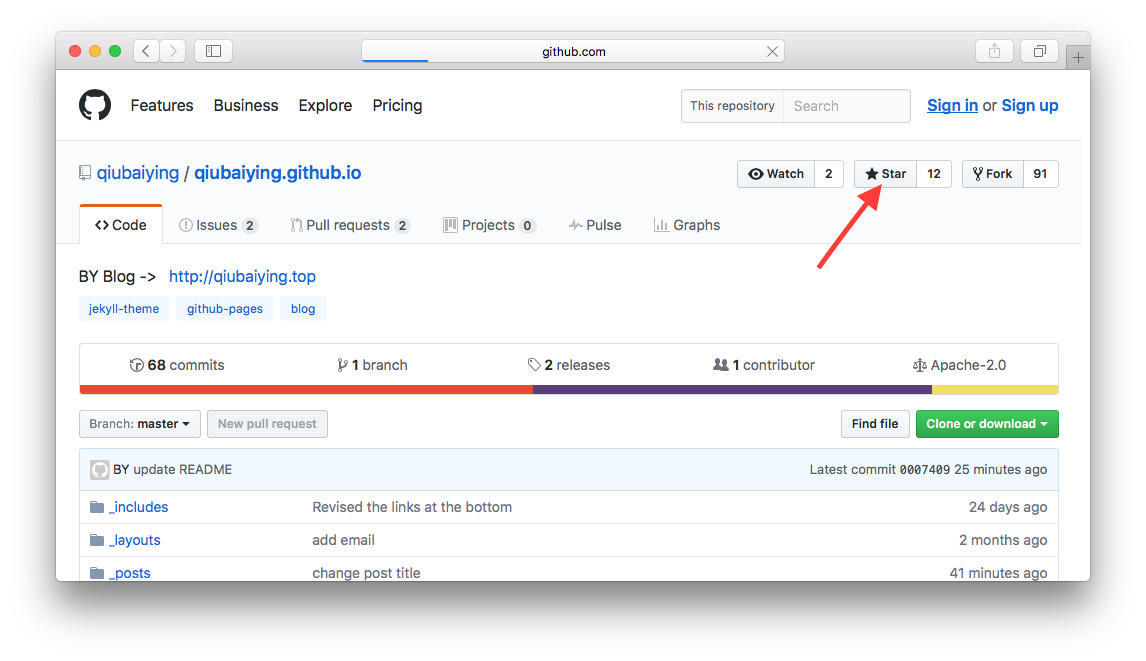 github.com
Features Business Explore Pricing This repository Search Sign in or Sign up
qiubaiying / qiubaiying.github.io Watch 2 Star 12 Fork 91
Code Issues 2 Pull requests 2 Projects 0 Pulse Graphs
BY Blog -> http://qiubaiying.top
jekyll-theme github-pages blog
68 commits 1 branch 2 releases 1 contributor Apache-2.0
Branch: master New pull request Find file Clone or download
BY update README Latest commit 0007409 25 minutes ago
_includes Revised the links at the bottom 24 days ago
_layouts add email 2 months ago
_posts change post title 41 minutes ago